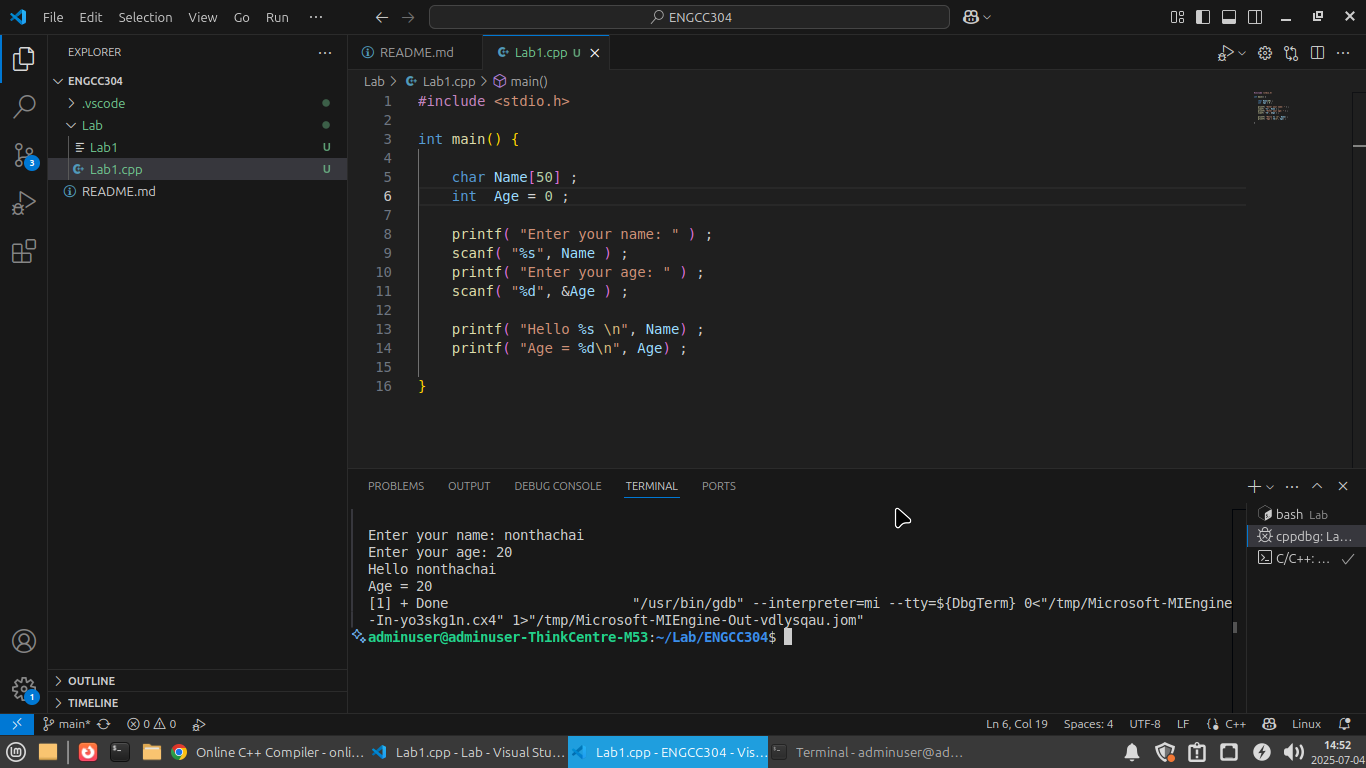 File Edit Selection View Go Run ··· ENGCC304
EXPLORER ···
ENGCC304
.vscode
Lab
Lab1 U
Lab1.cpp U
README.md
OUTLINE
TIMELINE
3
1
README.md Lab1.cpp U
Lab > Lab1.cpp > main()
1 #include <stdio.h>
2
3 int main() {
4
5 char Name[50] ;
6 int  Age = 0 ;
7
8 printf( "Enter your name: " ) ;
9 scanf( "%s", Name ) ;
10 printf( "Enter your age: " ) ;
11 scanf( "%d", &Age ) ;
12
13 printf( "Hello %s \n", Name) ;
14 printf( "Age = %d\n", Age) ;
15
16 }
PROBLEMS OUTPUT DEBUG CONSOLE TERMINAL PORTS
Enter your name: nonthachai
Enter your age: 20
Hello nonthachai
Age = 20
[1] + Done                       "/usr/bin/gdb" --interpreter=mi --tty=${DbgTerm} 0<"/tmp/Microsoft-MIEngine
-In-yo3skg1n.cx4" 1>"/tmp/Microsoft-MIEngine-Out-vdlysqau.jom"
adminuser@adminuser-ThinkCentre-M53:~/Lab/ENGCC304$
bash Lab
cppdbg: La...
C/C++: ...
main* 0 0 Ln 6, Col 19 Spaces: 4 UTF-8 LF {} C++ Linux
Online C++ Compiler - onli... Lab1.cpp - Lab - Visual Stu... Lab1.cpp - ENGCC304 - Vis... Terminal - adminuser@ad...
14:52
2025-07-04